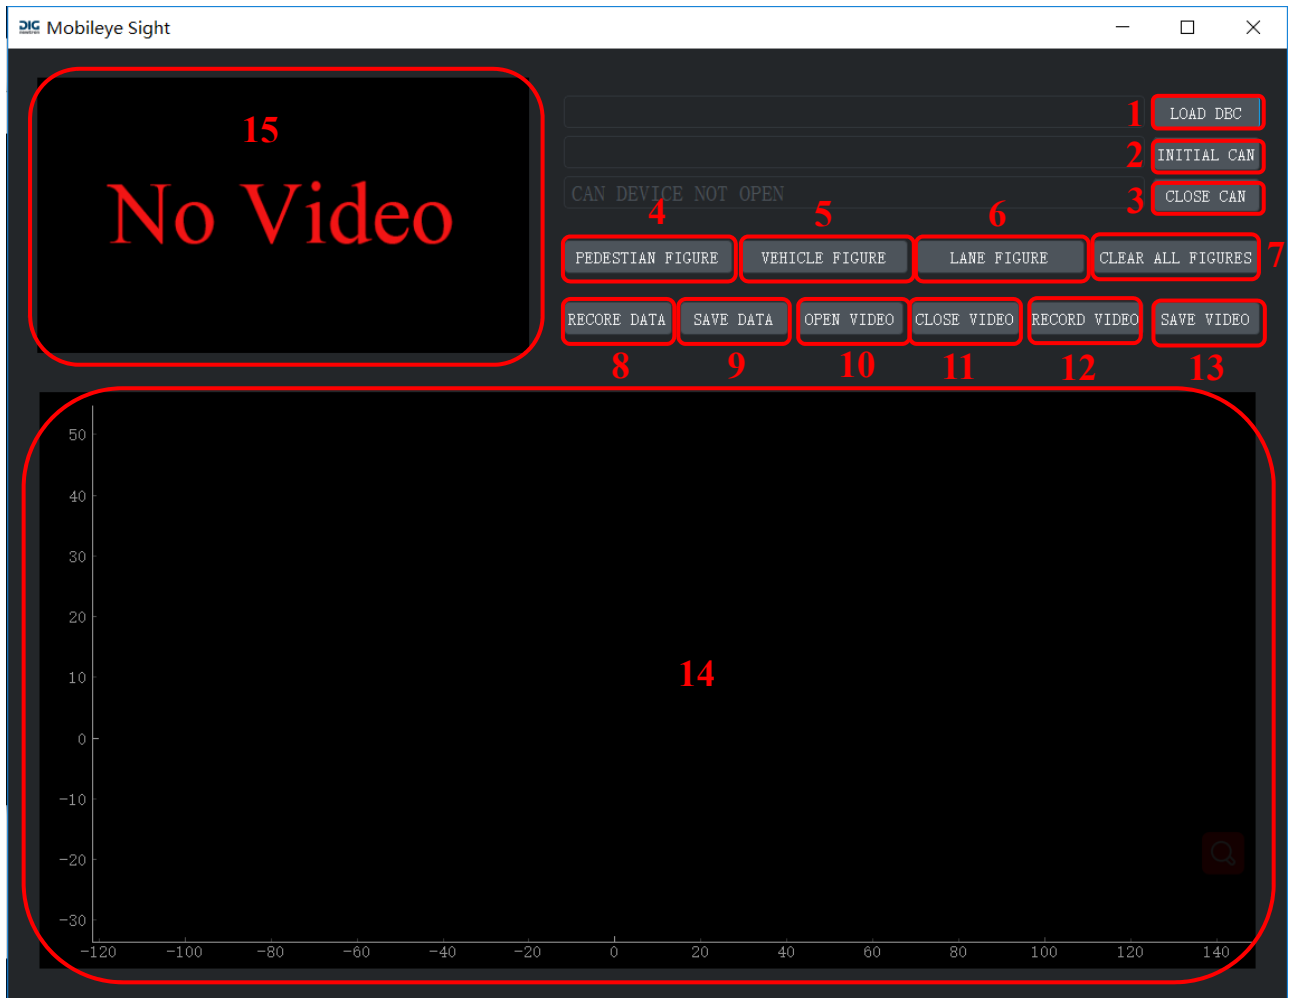 DIG Mobileye Sight
15
No Video
1 LOAD DBC
2 INITIAL CAN
CAN DEVICE NOT OPEN 3 CLOSE CAN
4 5 6
PEDESTIAN FIGURE VEHICLE FIGURE LANE FIGURE CLEAR ALL FIGURES 7
RECORE DATA SAVE DATA OPEN VIDEO CLOSE VIDEO RECORD VIDEO SAVE VIDEO
8 9 10 11 12 13
50
40
30
20
14
10
0
-10
-20
-30
-120 -100 -80 -60 -40 -20 0 20 40 60 80 100 120 140